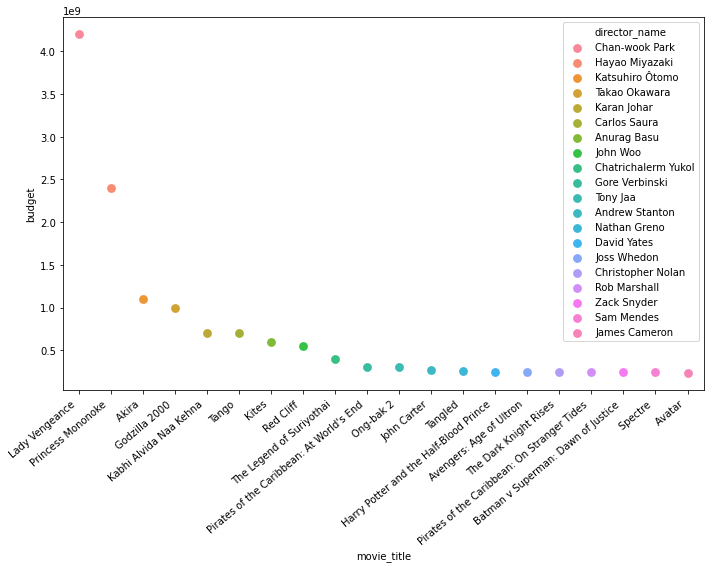 1e9
4.0
3.5
3.0
2.5
2.0
1.5
1.0
0.5
budget
director_name
Chan-wook Park
Hayao Miyazaki
Katsuhiro Ôtomo
Takao Okawara
Karan Johar
Carlos Saura
Anurag Basu
John Woo
Chatrichalerm Yukol
Gore Verbinski
Tony Jaa
Andrew Stanton
Nathan Greno
David Yates
Joss Whedon
Christopher Nolan
Rob Marshall
Zack Snyder
Sam Mendes
James Cameron
Lady Vengeance
Princess Mononoke
Akira
Godzilla 2000
Kabhi Alvida Naa Kehna
Tango
Kites
Red Cliff
The Legend of Suriyothai
Pirates of the Caribbean: At World's End
Ong-bak 2
John Carter
Tangled
Harry Potter and the Half-Blood Prince
Avengers: Age of Ultron
The Dark Knight Rises
Pirates of the Caribbean: On Stranger Tides
Batman v Superman: Dawn of Justice
Spectre
Avatar
movie_title